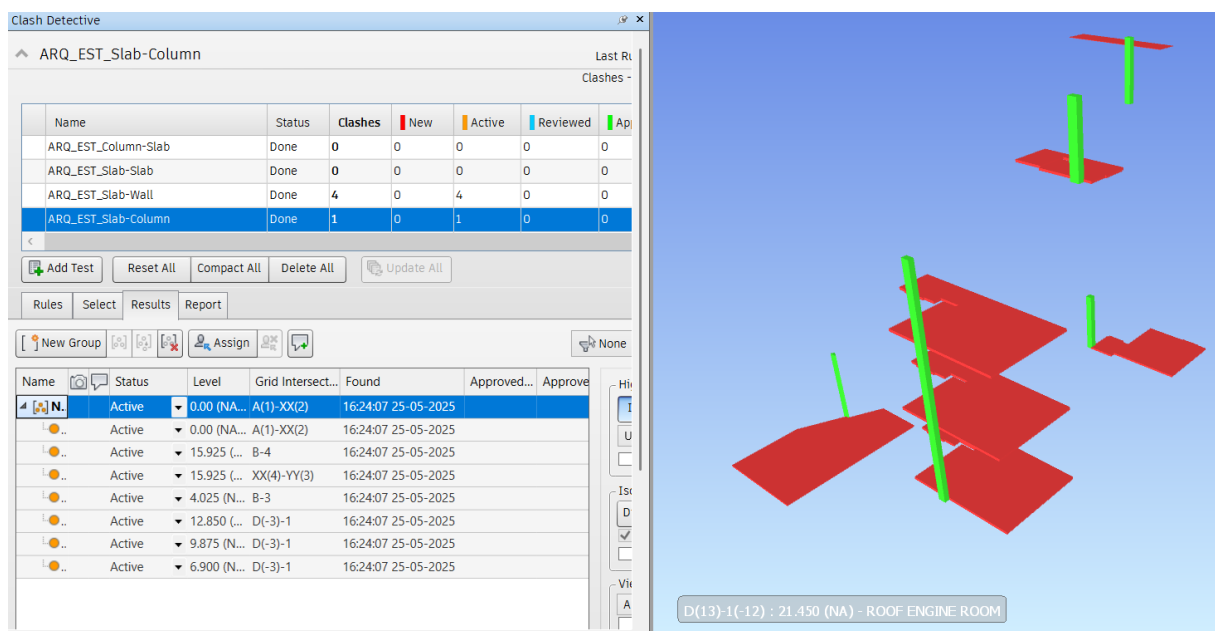 Clash Detective
ARQ_EST_Slab-Column
Last Ru
Clashes -
Name Status Clashes New Active Reviewed App
ARQ_EST_Column-Slab Done 0 0 0 0 0
ARQ_EST_Slab-Slab Done 0 0 0 0 0
ARQ_EST_Slab-Wall Done 4 0 4 0 0
ARQ_EST_Slab-Column Done 1 0 1 0 0
Add Test Reset All Compact All Delete All Update All
Rules Select Results Report
New Group Assign None
Name Status Level Grid Intersect... Found Approved... Approve
N. Active 0.00 (NA... A(1)-XX(2) 16:24:07 25-05-2025
.. Active 0.00 (NA... A(1)-XX(2) 16:24:07 25-05-2025
.. Active 15.925 (... B-4 16:24:07 25-05-2025
.. Active 15.925 (... XX(4)-YY(3) 16:24:07 25-05-2025
.. Active 4.025 (N... B-3 16:24:07 25-05-2025
.. Active 12.850 (... D(-3)-1 16:24:07 25-05-2025
.. Active 9.875 (N... D(-3)-1 16:24:07 25-05-2025
.. Active 6.900 (N... D(-3)-1 16:24:07 25-05-2025
Hi
U
Iso
D
Vie
A
D(13)-1(-12) : 21.450 (NA) - ROOF ENGINE ROOM